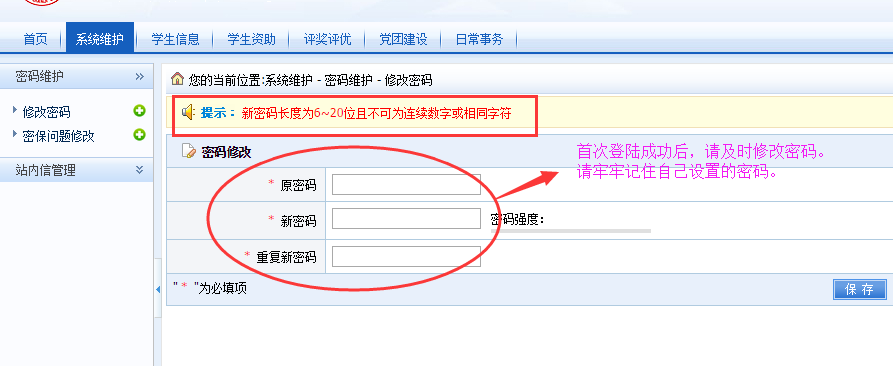 首页 系统维护 学生信息 学生资助 评奖评优 党团建设 日常事务
密码维护
修改密码
密保问题修改
站内信管理
您的当前位置:系统维护 - 密码维护 - 修改密码
提示：新密码长度为6~20位且不可为连续数字或相同字符
密码修改
首次登陆成功后，请及时修改密码。
请牢牢记住自己设置的密码。
* 原密码
* 新密码 密码强度：
* 重复新密码
" * "为必填项 保 存